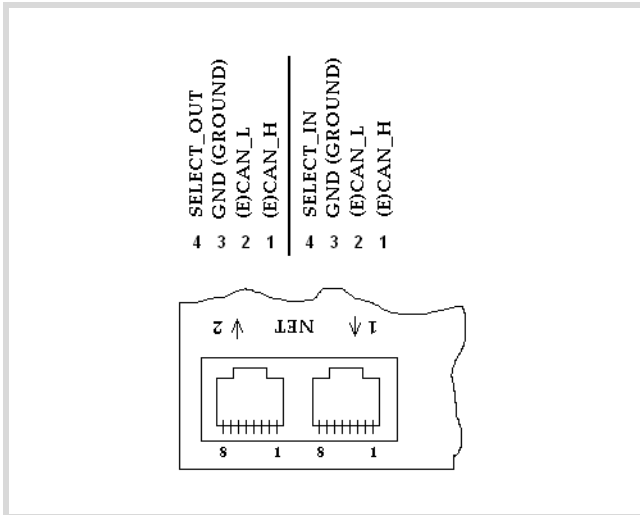 SELECT_OUT
GND (GROUND)
(E)CAN_L
(E)CAN_H
SELECT_IN
GND (GROUND)
(E)CAN_L
(E)CAN_H
4 3 2 1 4 3 2 1
2 NET 1
8 1 8 1